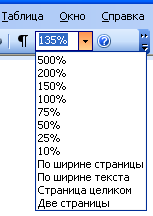 Таблица Окно Справка
¶ 135%
500%
200%
150%
100%
75%
50%
25%
10%
По ширине страницы
По ширине текста
Страница целиком
Две страницы